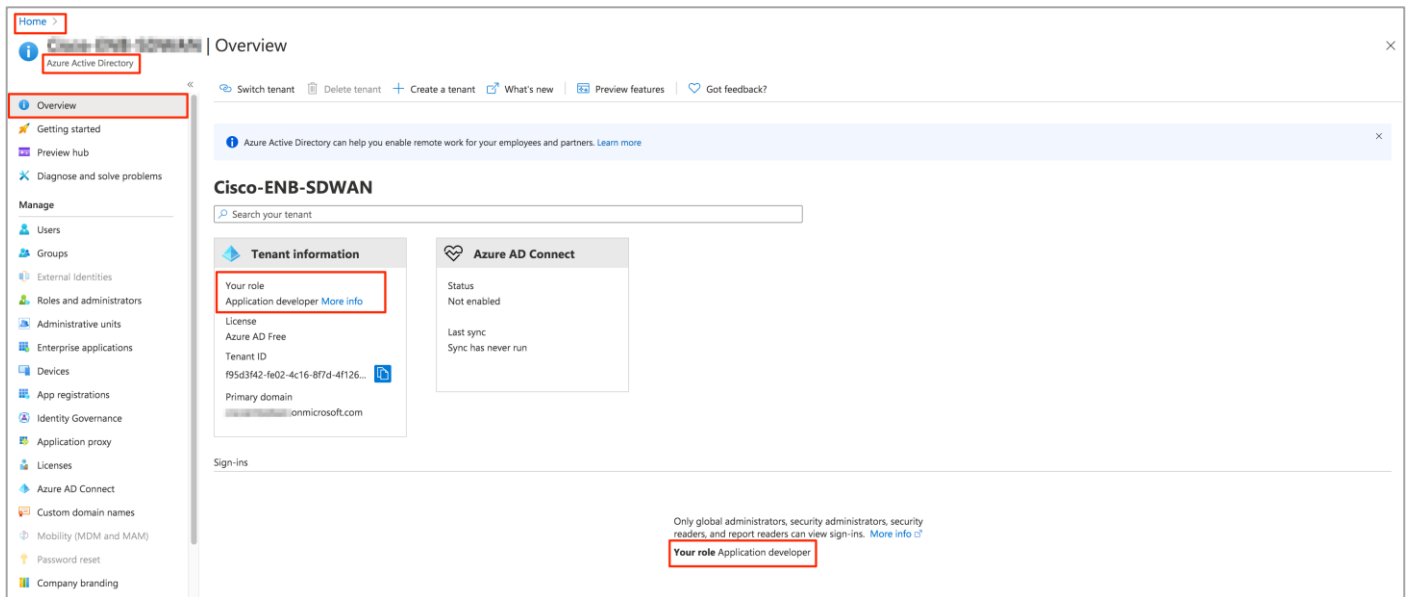 Home >
| Overview
Azure Active Directory
«
Switch tenant Delete tenant Create a tenant What's new Preview features Got feedback?
Overview
Getting started
Preview hub
Diagnose and solve problems
Manage
Users
Groups
External Identities
Roles and administrators
Administrative units
Enterprise applications
Devices
App registrations
Identity Governance
Application proxy
Licenses
Azure AD Connect
Custom domain names
Mobility (MDM and MAM)
Password reset
Company branding
Azure Active Directory can help you enable remote work for your employees and partners. Learn more
Cisco-ENB-SDWAN
Search your tenant
Tenant information
Your role
Application developer More info
License
Azure AD Free
Tenant ID
f95d3f42-fe02-4c16-8f7d-4f126...
Primary domain
onmicrosoft.com
Azure AD Connect
Status
Not enabled
Last sync
Sync has never run
Sign-ins
Only global administrators, security administrators, security
readers, and report readers can view sign-ins. More info
Your role Application developer